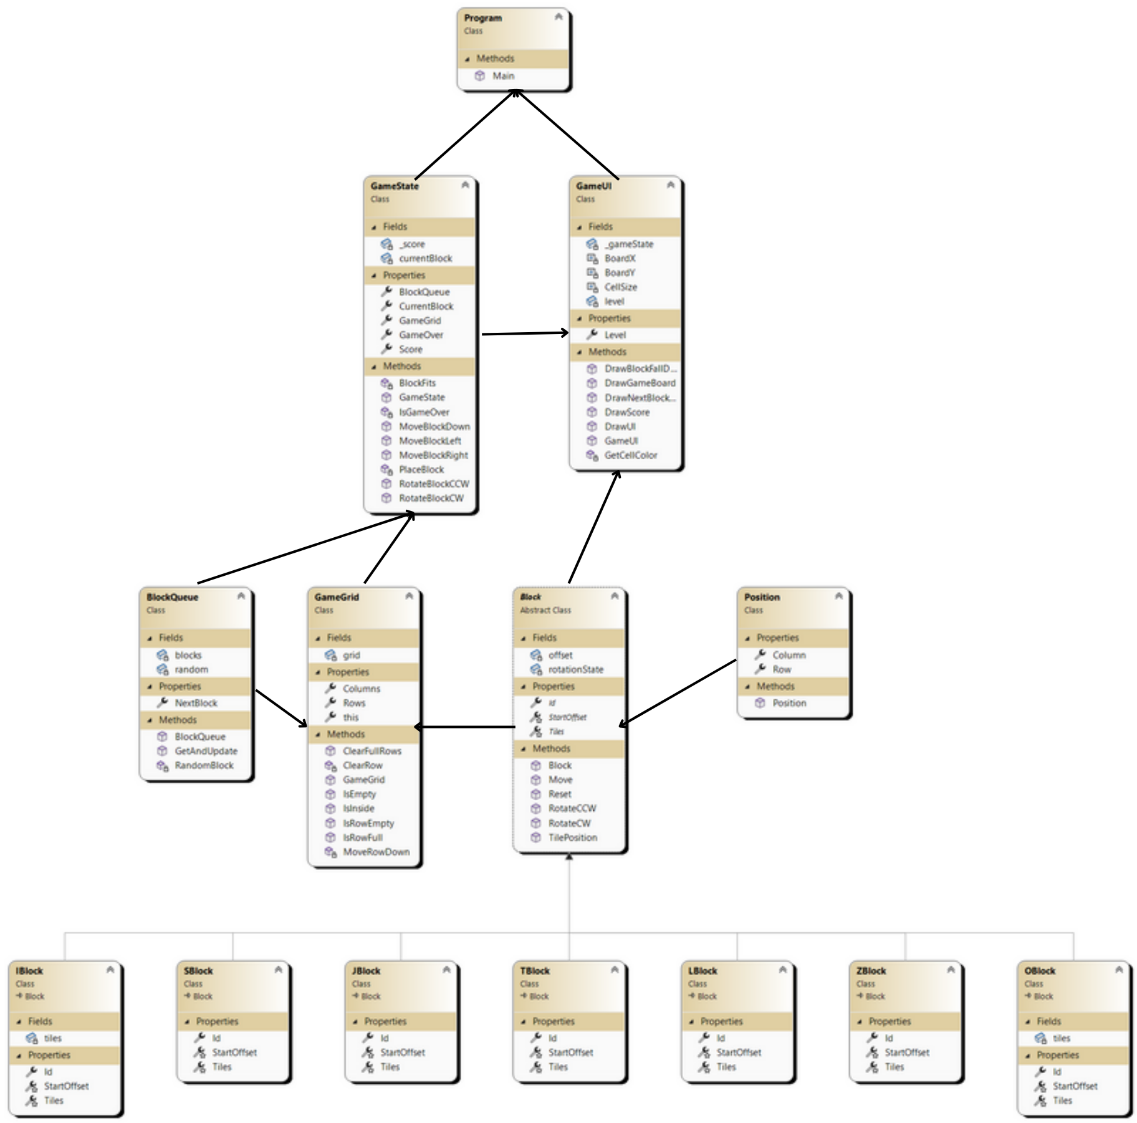 Program
Class
Methods
Main
GameState
Class
Fields
_score
currentBlock
Properties
BlockQueue
CurrentBlock
GameGrid
GameOver
Score
Methods
BlockFits
GameState
IsGameOver
MoveBlockDown
MoveBlockLeft
MoveBlockRight
PlaceBlock
RotateBlockCCW
RotateBlockCW
GameUI
Class
Fields
_gameState
BoardX
BoardY
CellSize
level
Properties
Level
Methods
DrawBlockFallD...
DrawGameBoard
DrawNextBlock...
DrawScore
DrawUI
GameUI
GetCellColor
BlockQueue
Class
Fields
blocks
random
Properties
NextBlock
Methods
BlockQueue
GetAndUpdate
RandomBlock
GameGrid
Class
Fields
grid
Properties
Columns
Rows
this
Methods
ClearFullRows
ClearRow
GameGrid
IsEmpty
IsInside
IsRowEmpty
IsRowFull
MoveRowDown
Block
Abstract Class
Fields
offset
rotationState
Properties
Id
StartOffset
Tiles
Methods
Block
Move
Reset
RotateCCW
RotateCW
TilePosition
Position
Class
Properties
Column
Row
Methods
Position
IBlock
Class
Block
Fields
tiles
Properties
Id
StartOffset
Tiles
SBlock
Class
Block
Properties
Id
StartOffset
Tiles
JBlock
Class
Block
Properties
Id
StartOffset
Tiles
TBlock
Class
Block
Properties
Id
StartOffset
Tiles
LBlock
Class
Block
Properties
Id
StartOffset
Tiles
ZBlock
Class
Block
Properties
Id
StartOffset
Tiles
OBlock
Class
Block
Fields
tiles
Properties
Id
StartOffset
Tiles